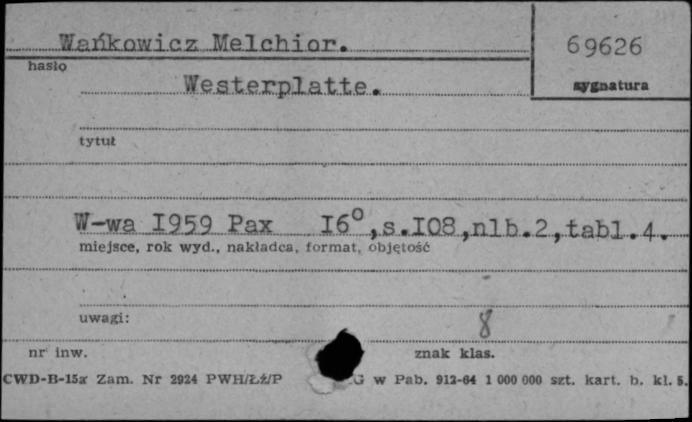 Wańkowicz Melchior.
69626
hasło
sygnatura
Westerplatte.
tytuł
W-wa I959 Pax I6°,s.I08,nlb.2,tabl.4.
miejsce, rok wyd., nakładca, format, objętość
uwagi:
8
nr inw.
znak klas.
CWD-B-15a Zam. Nr 2924 PWH/Łź/P G w Pab. 912-64 1 000 000 szt. kart. b. kl. 5.